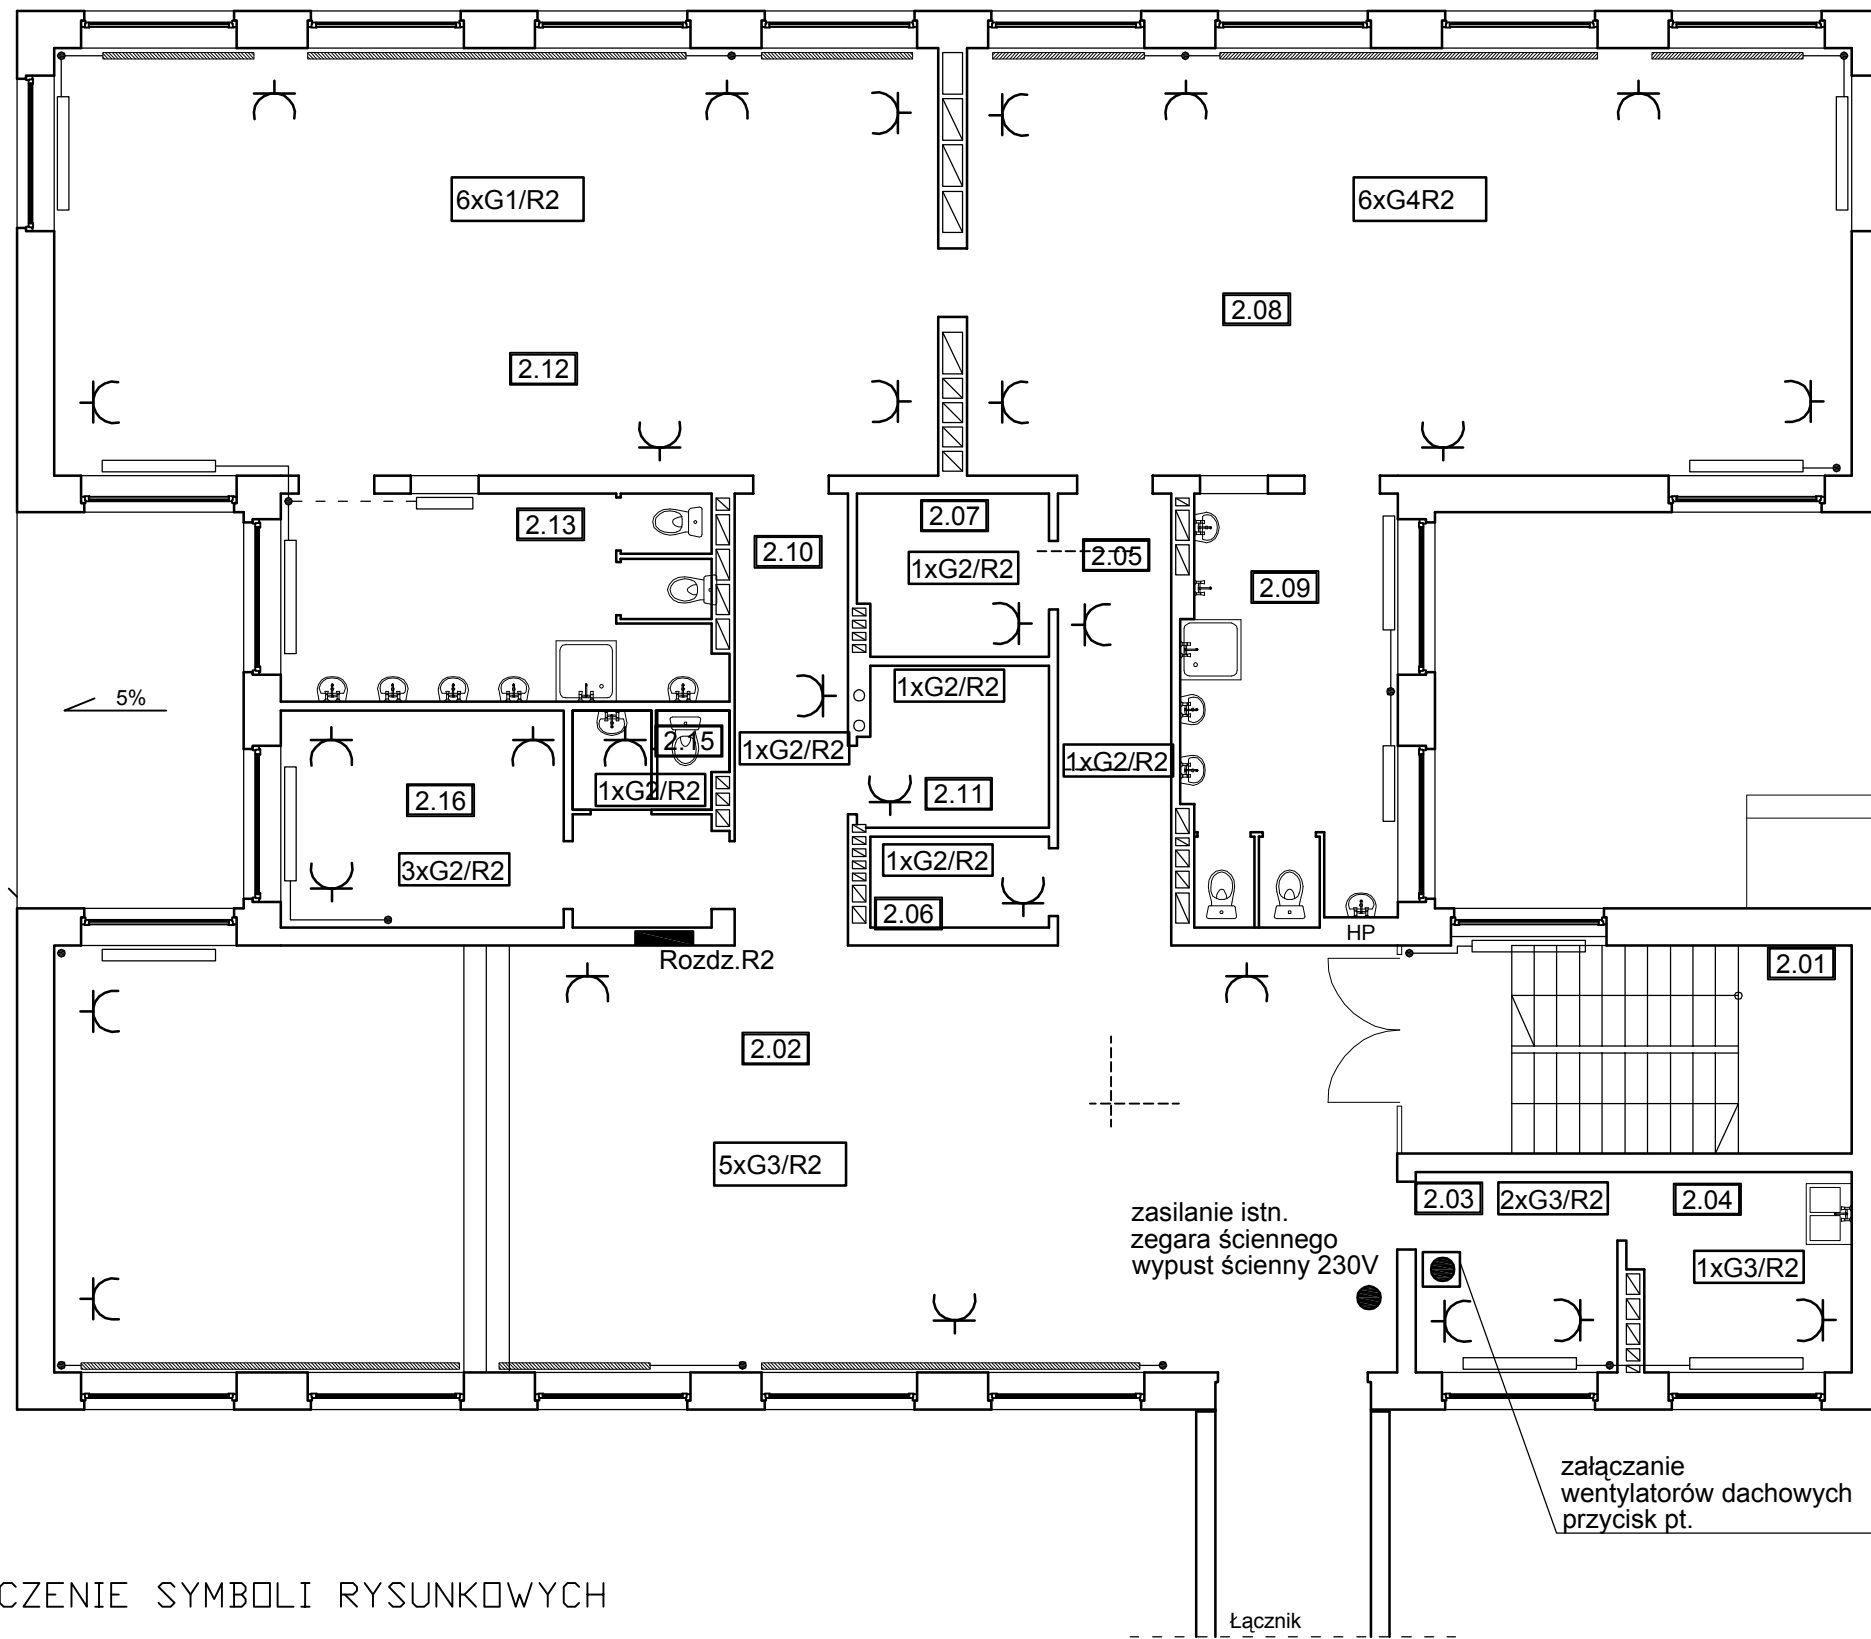 6xG1/R2
6xG4R2
2.08
2.12
2.07
2.13
2.10
2.05
1xG2/R2
2.09
1xG2/R2
5%
2.15
1xG2/R2
1xG2/R2
1xG2/R2
2.16
2.11
1xG2/R2
3xG2/R2
2.06
HP
Rozdz.R2
2.01
2.02
5xG3/R2
2.03
2xG3/R2
2.04
zasilanie istn.
zegara ściennego
wypust ścienny 230V
1xG3/R2
załączanie
wentylatorów dachowych
przycisk pt.
CZENIE SYMBOLI RYSUNKOWYCH
Łącznik